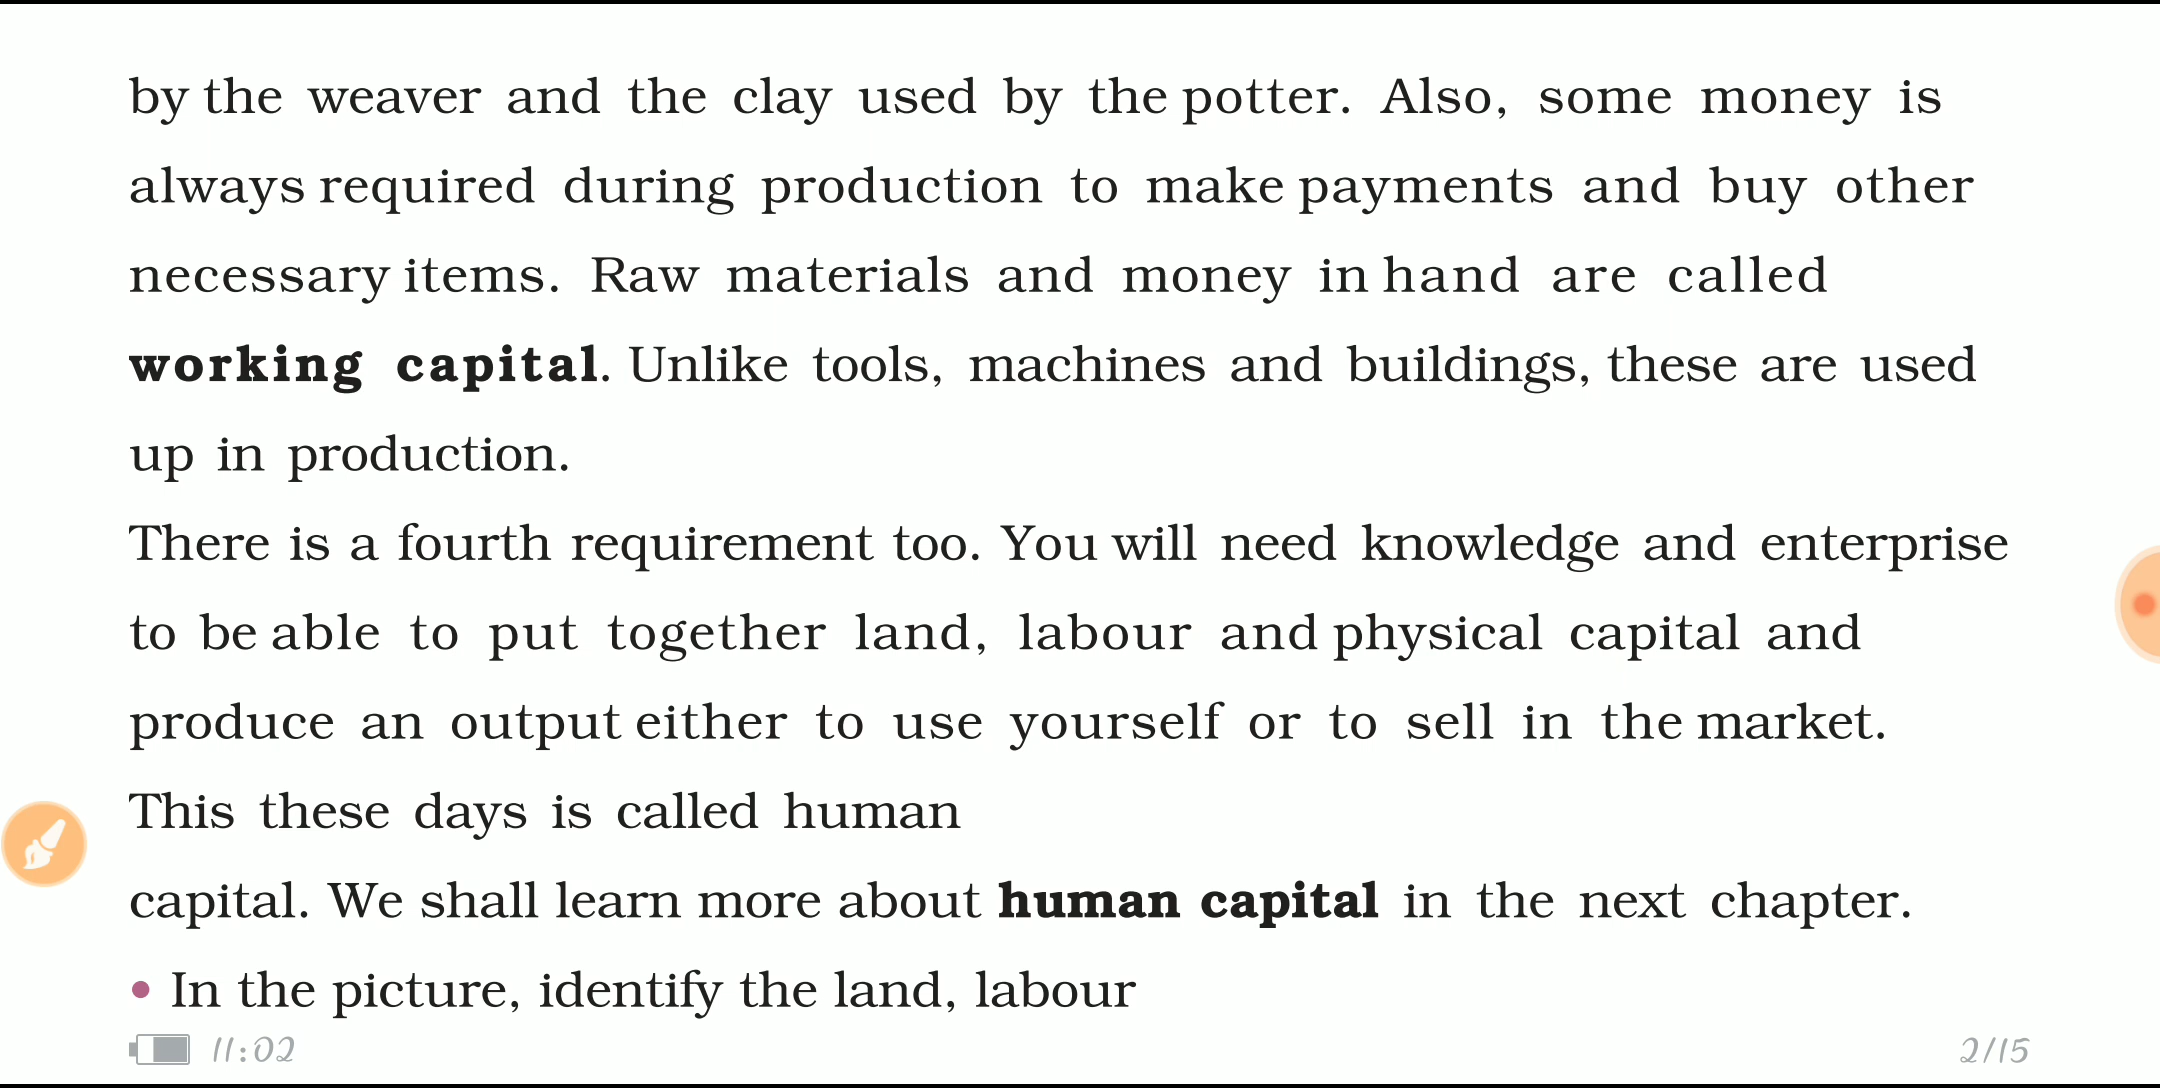 by the weaver and the clay used by the potter. Also, some money is
always required during production to make payments and buy other
necessary items. Raw materials and money in hand are called
working capital. Unlike tools, machines and buildings, these are used
up in production.
There is a fourth requirement too. You will need knowledge and enterprise
to be able to put together land, labour and physical capital and
produce an output either to use yourself or to sell in the market.
This these days is called human
capital. We shall learn more about human capital in the next chapter.
• In the picture, identify the land, labour
11:02
2/15